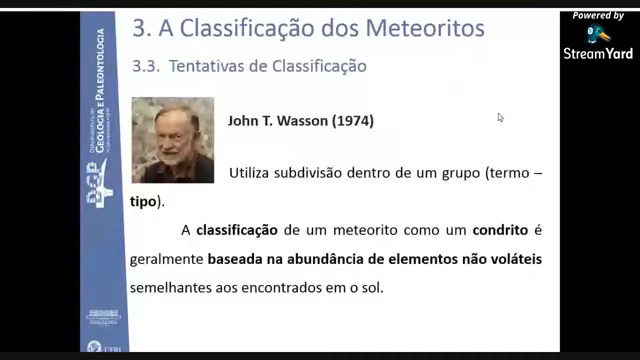 Powered by
StreamYard
3. A Classificação dos Meteoritos
3.3. Tentativas de Classificação
GEOLOGIA E PALEONTOLOGIA
DGP
John T. Wasson (1974)
Utiliza subdivisão dentro de um grupo (termo –
tipo).
A classificação de um meteorito como um condrito é
geralmente baseada na abundância de elementos não voláteis
semelhantes aos encontrados em o sol.